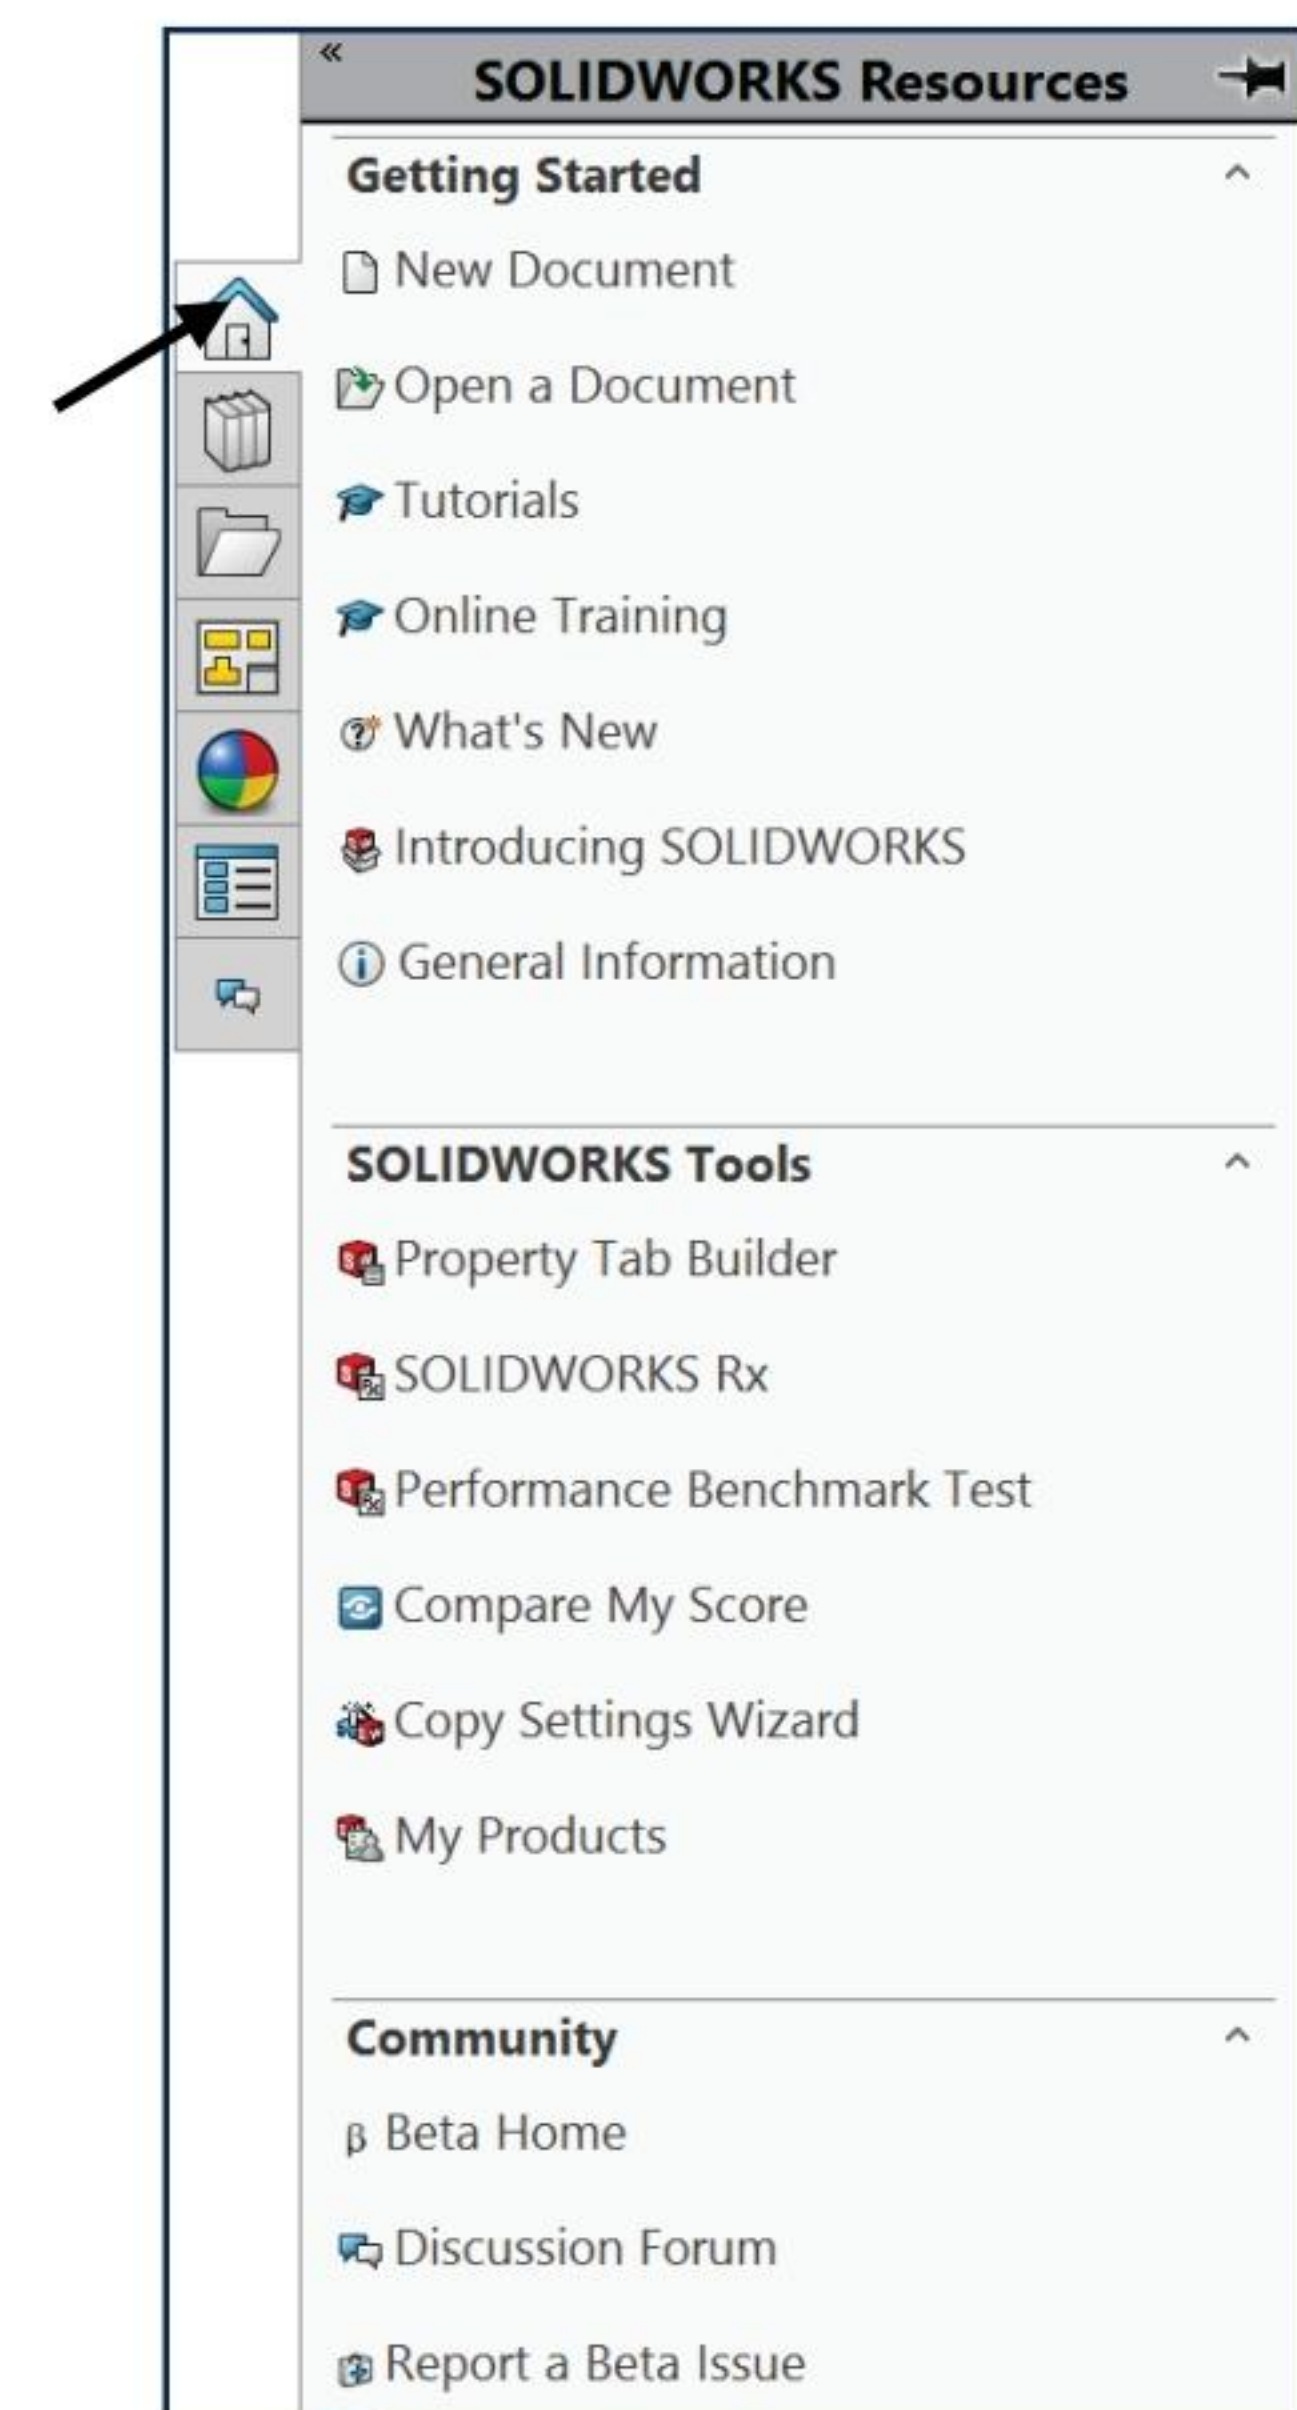 «
SOLIDWORKS Resources
Getting Started
New Document
Open a Document
Tutorials
Online Training
What's New
Introducing SOLIDWORKS
General Information
SOLIDWORKS Tools
Property Tab Builder
SOLIDWORKS Rx
Performance Benchmark Test
Compare My Score
Copy Settings Wizard
My Products
Community
β Beta Home
Discussion Forum
Report a Beta Issue